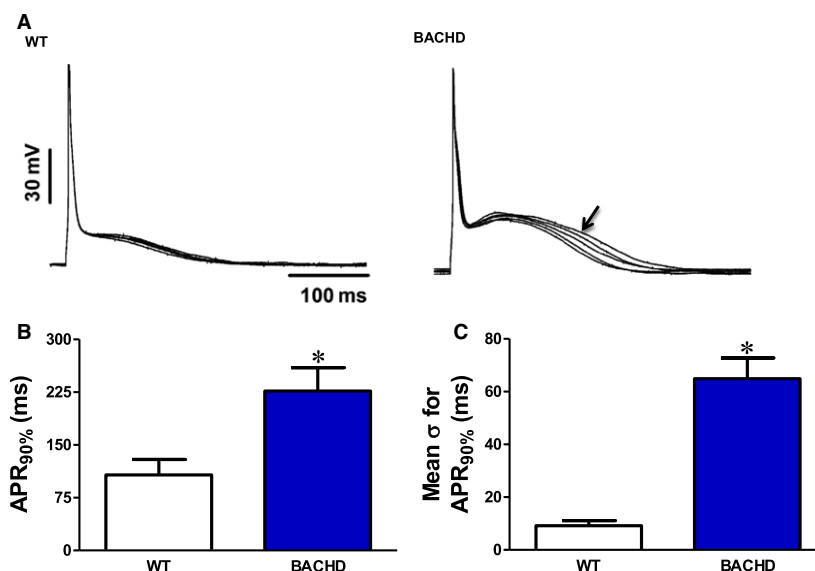 A
WT
BACHD
30 mV
100 ms
B
APR90% (ms)
300
225
150
75
0
*
WT
BACHD
C
Mean σ for
APR90% (ms)
80
60
40
20
0
*
WT
BACHD